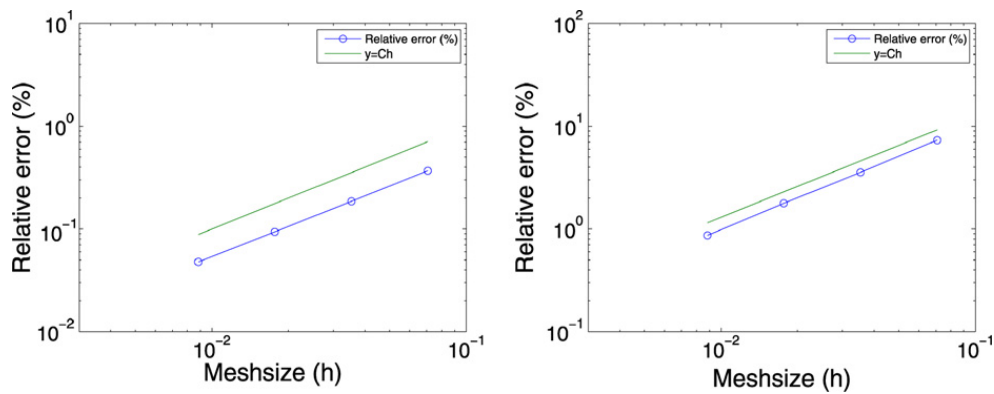 10^1
10^0
10^-1
10^-2
Relative error (%)
Relative error (%)
y=Ch
10^-2
10^-1
Meshsize (h)
10^2
10^1
10^0
10^-1
Relative error (%)
Relative error (%)
y=Ch
10^-2
10^-1
Meshsize (h)